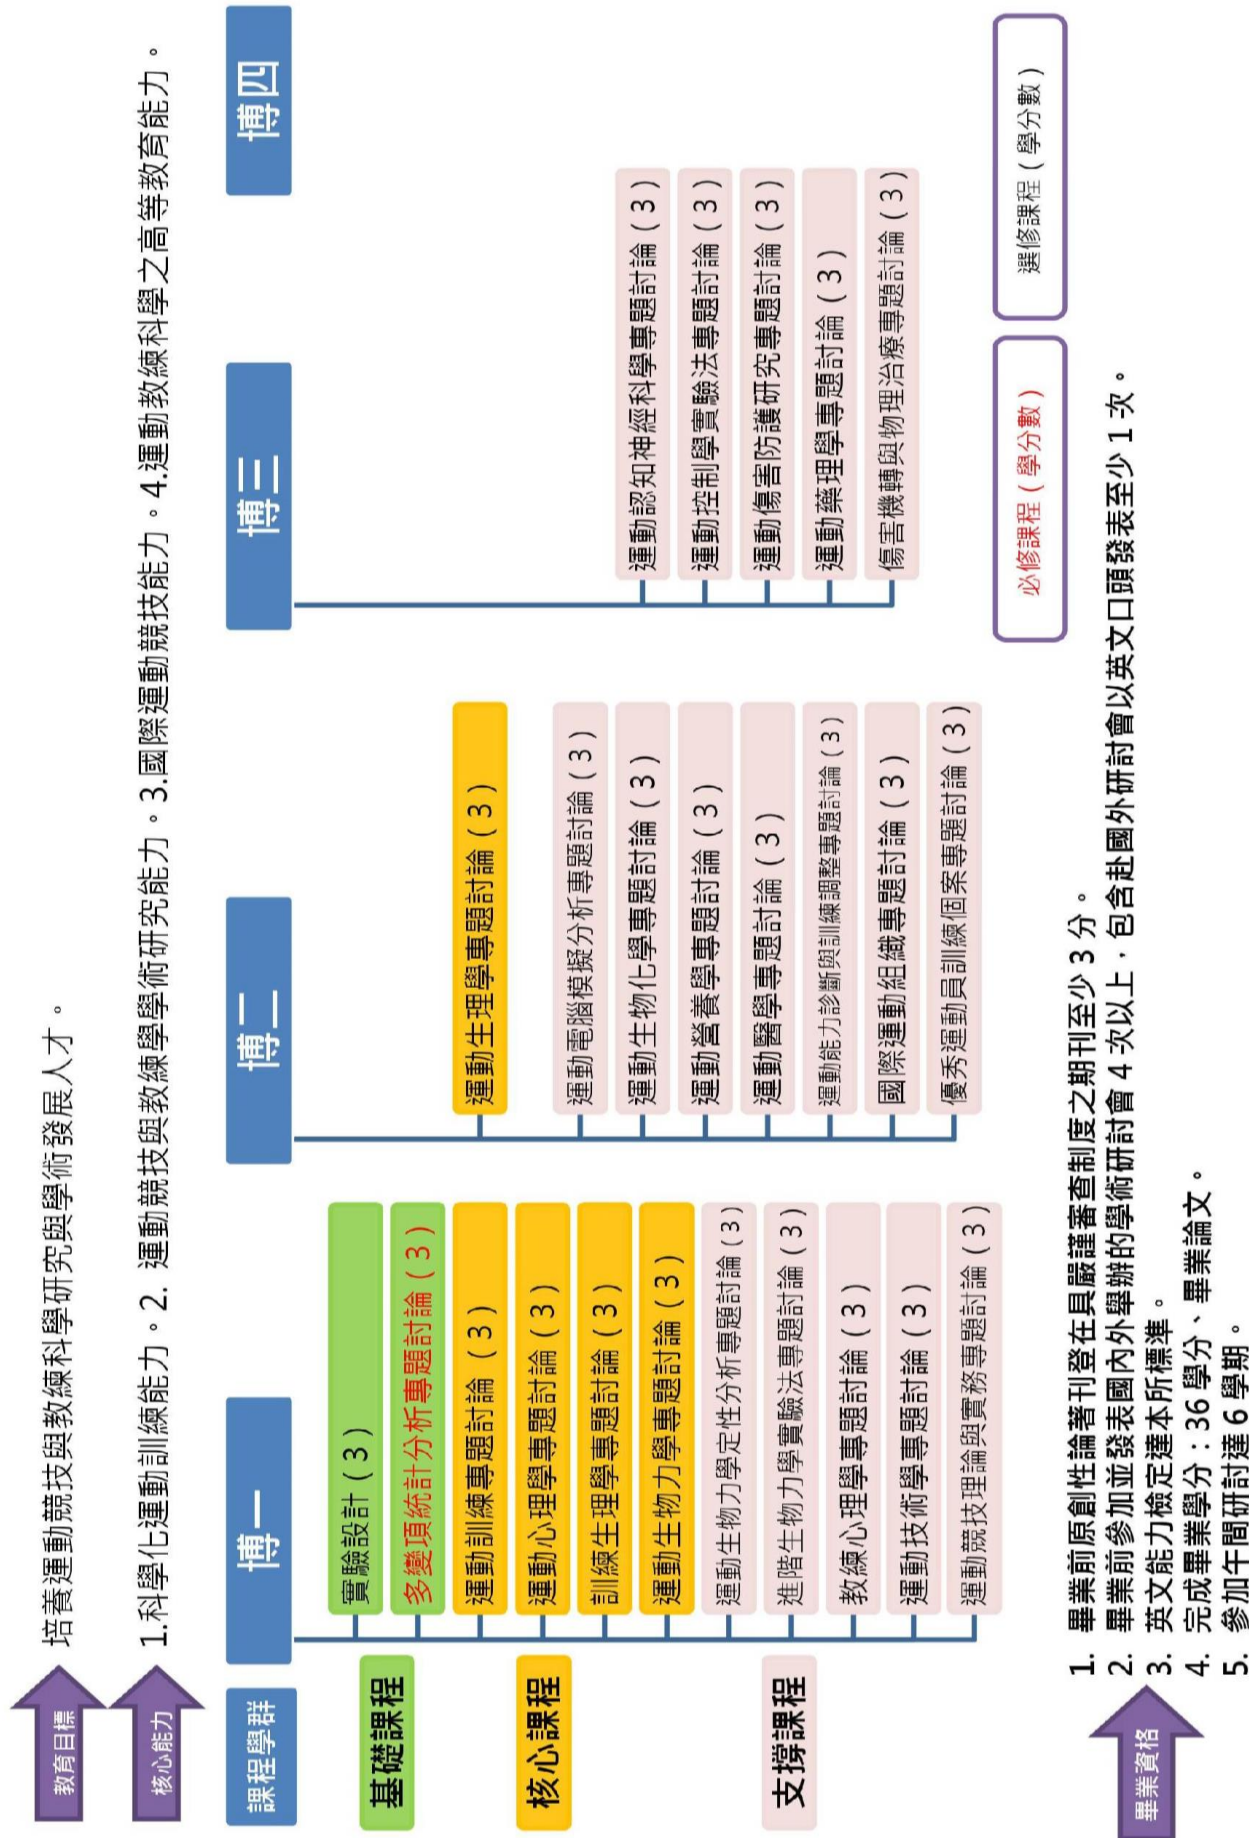 教育目標
培養運動競技與教練科學研究與學術發展人才。
核心能力
1.科學化運動訓練能力。2. 運動競技與教練學學術研究能力。3.國際運動競技能力。4.運動教練科學之高等教育能力。
課程學群
博一
博二
博三
博四
基礎課程
實驗設計(3)
多變項統計分析專題討論(3)
核心課程
運動訓練專題討論 (3)
運動心理學專題討論(3)
訓練生理學專題討論(3)
運動生物力學專題討論(3)
支撐課程
運動生物力學定性分析專題討論(3)
進階生物力學實驗法專題討論(3)
教練心理學專題討論(3)
運動技術學專題討論(3)
運動競技理論與實務專題討論(3)
運動生理學專題討論(3)
運動電腦模擬分析專題討論(3)
運動生物化學專題討論(3)
運動營養學專題討論(3)
運動醫學專題討論(3)
運動能力診斷與訓練調整專題討論(3)
國際運動組織專題討論(3)
優秀運動員訓練個案專題討論(3)
運動認知神經科學專題討論(3)
運動控制學實驗法專題討論(3)
運動傷害防護研究專題討論(3)
運動藥理學專題討論(3)
傷害機轉與物理治療專題討論(3)
必修課程(學分數)
選修課程(學分數)
畢業資格
1. 畢業前原創性論著刊登在具嚴謹審查制度之期刊至少 3 分。
2. 畢業前參加並發表國內外舉辦的學術研討會 4 次以上,包含赴國外研討會以英文口頭發表至少 1 次。
3. 英文能力檢定達本所標準。
4. 完成畢業學分:36 學分、畢業論文。
5. 參加午間研討達 6 學期。